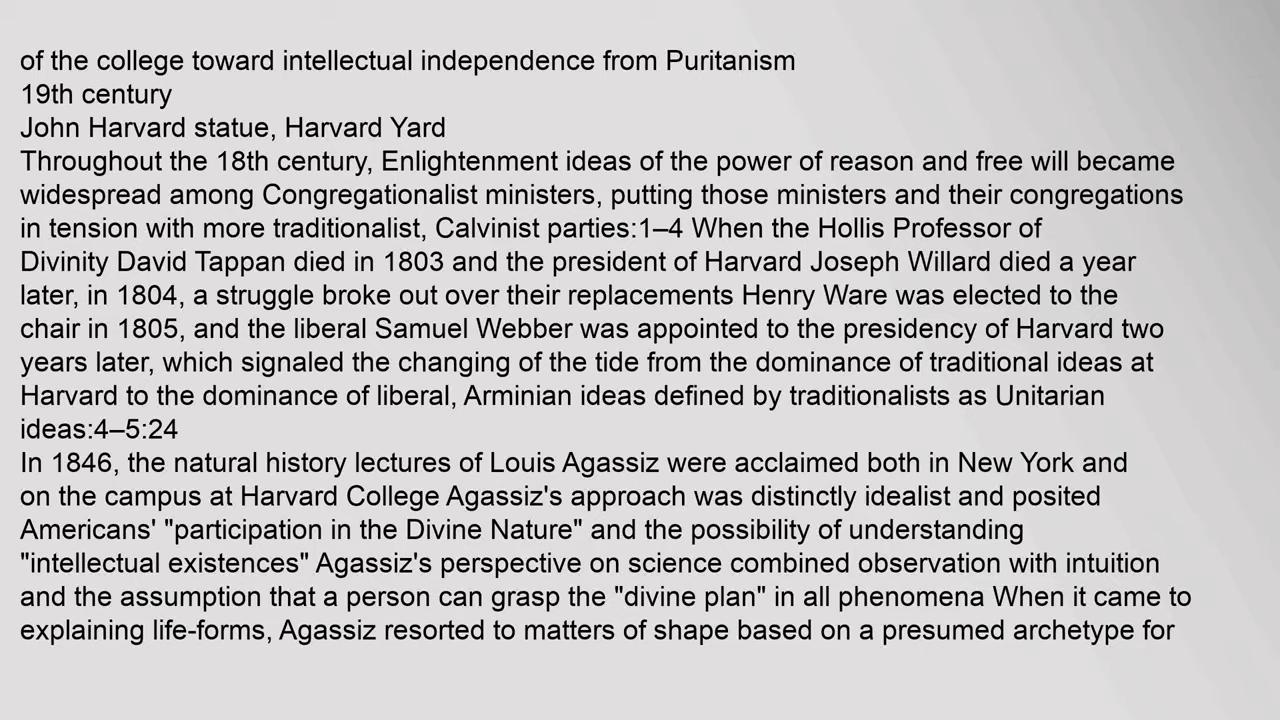 of the college toward intellectual independence from Puritanism
19th century
John Harvard statue, Harvard Yard
Throughout the 18th century, Enlightenment ideas of the power of reason and free will became
widespread among Congregationalist ministers, putting those ministers and their congregations
in tension with more traditionalist, Calvinist parties:1–4 When the Hollis Professor of
Divinity David Tappan died in 1803 and the president of Harvard Joseph Willard died a year
later, in 1804, a struggle broke out over their replacements Henry Ware was elected to the
chair in 1805, and the liberal Samuel Webber was appointed to the presidency of Harvard two
years later, which signaled the changing of the tide from the dominance of traditional ideas at
Harvard to the dominance of liberal, Arminian ideas defined by traditionalists as Unitarian
ideas:4–5:24
In 1846, the natural history lectures of Louis Agassiz were acclaimed both in New York and
on the campus at Harvard College Agassiz's approach was distinctly idealist and posited
Americans' "participation in the Divine Nature" and the possibility of understanding
"intellectual existences" Agassiz's perspective on science combined observation with intuition
and the assumption that a person can grasp the "divine plan" in all phenomena When it came to
explaining life-forms, Agassiz resorted to matters of shape based on a presumed archetype for